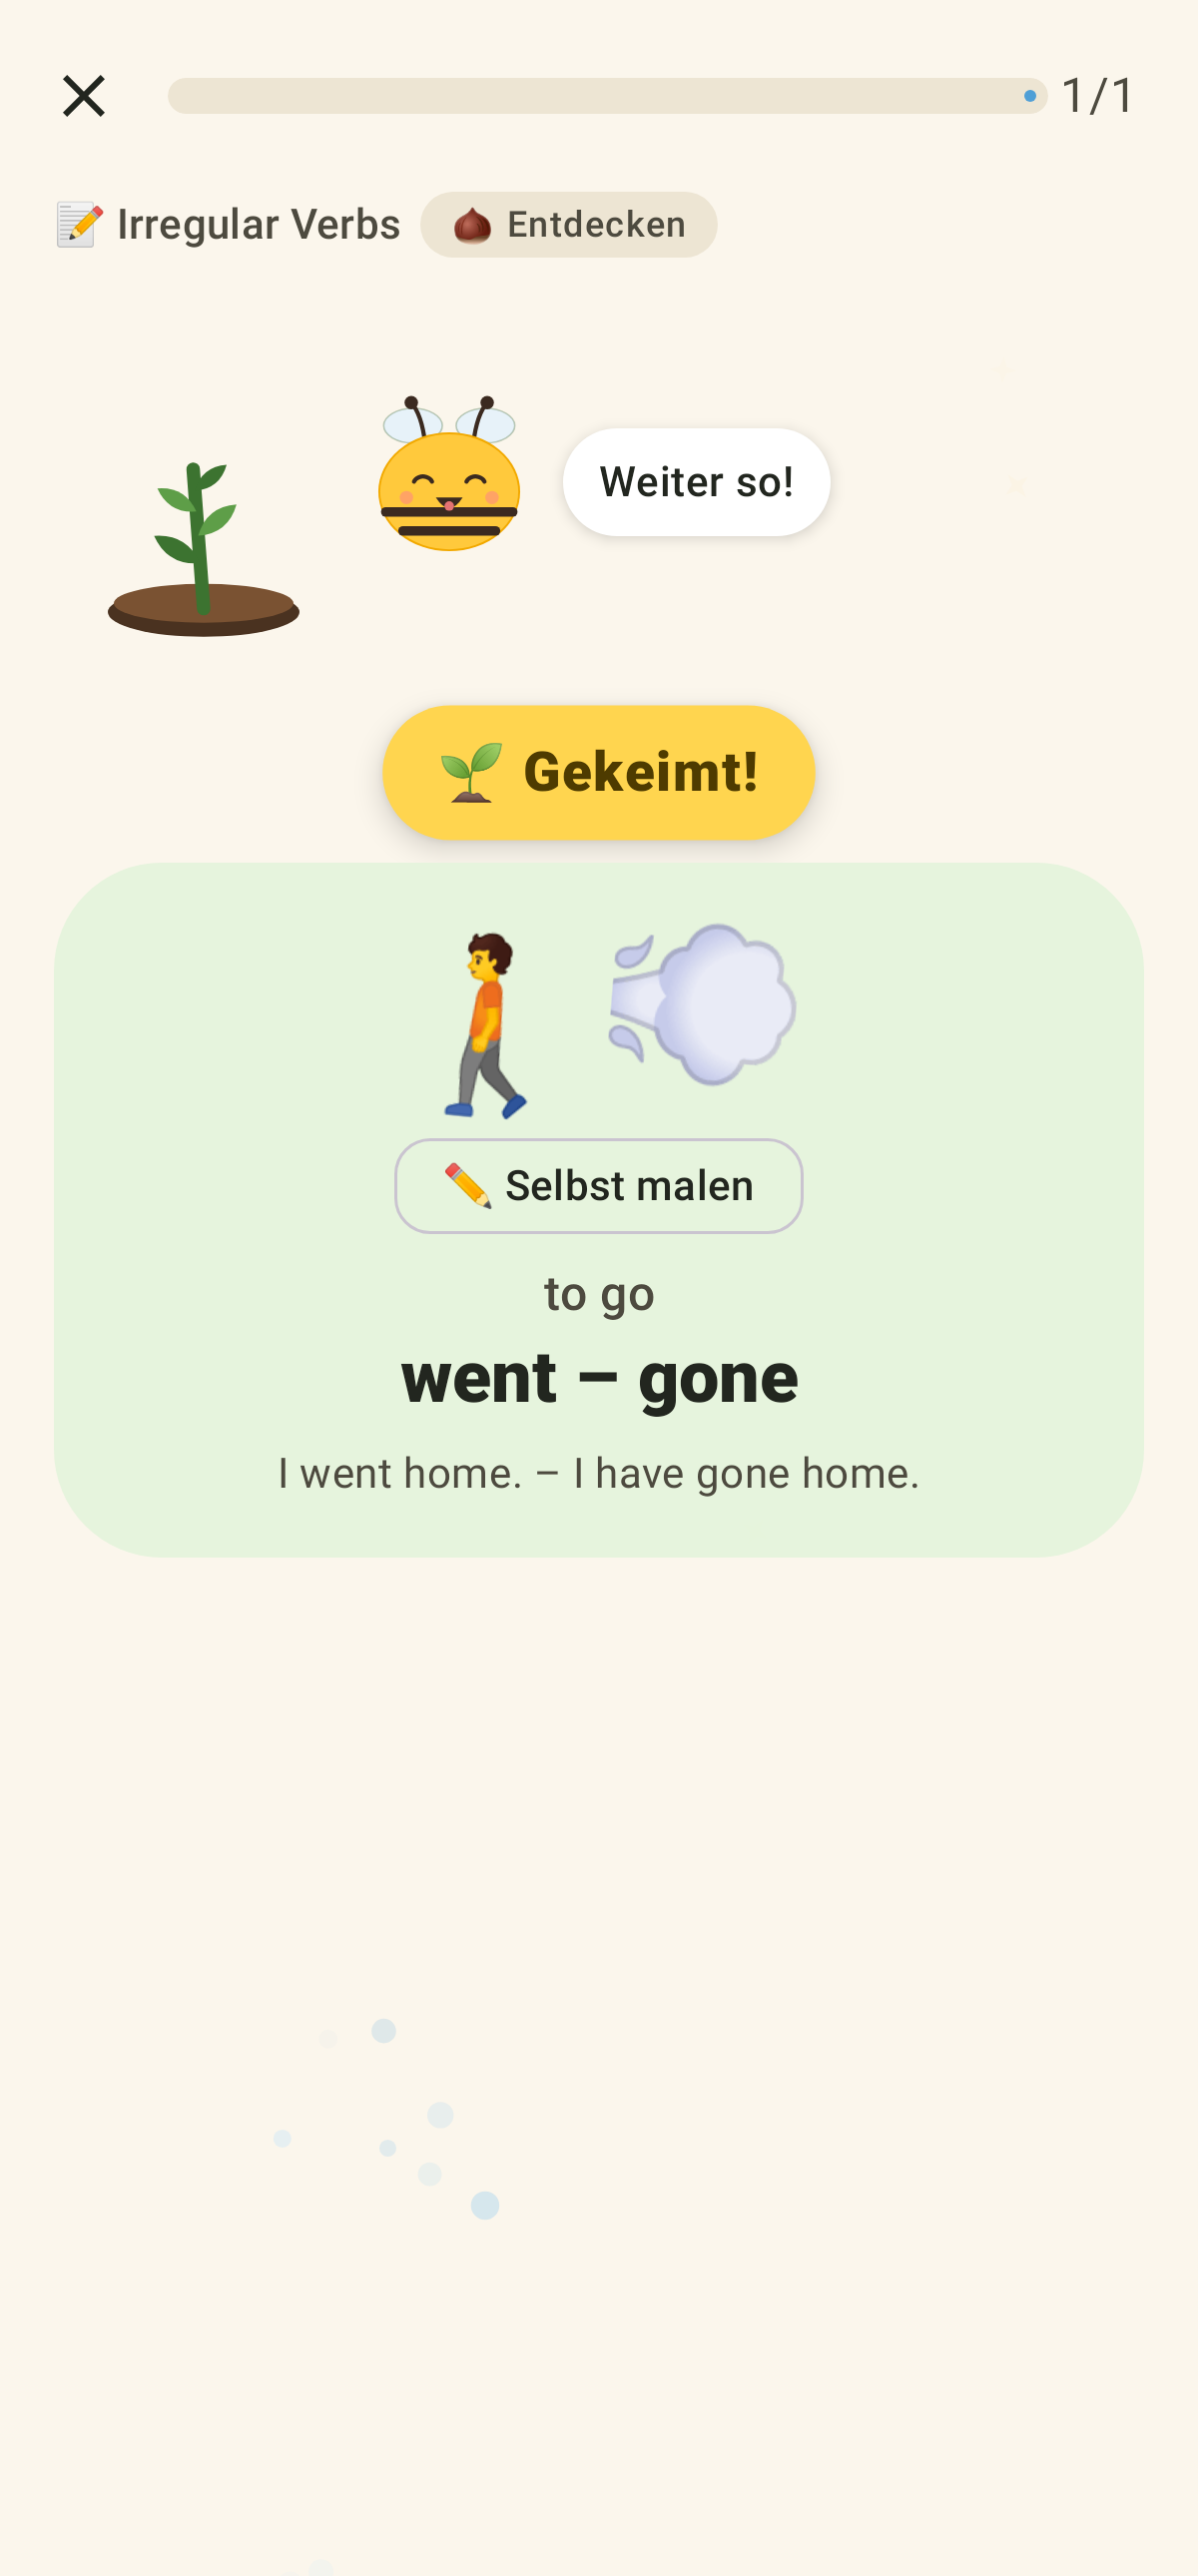 1/1
Irregular Verbs
Entdecken
Weiter so!
Gekeimt!
Selbst malen
to go
went – gone
I went home. – I have gone home.